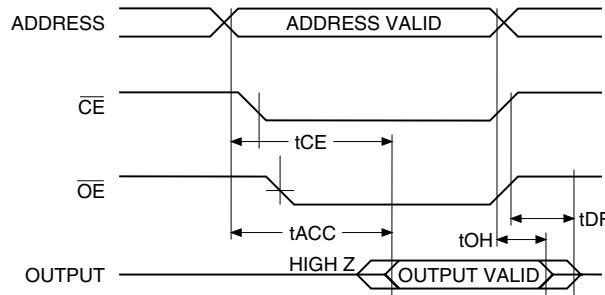 ADDRESS
ADDRESS VALID
CE
tCE
OE
tACC
tOH
tDF
HIGH Z
OUTPUT
OUTPUT VALID